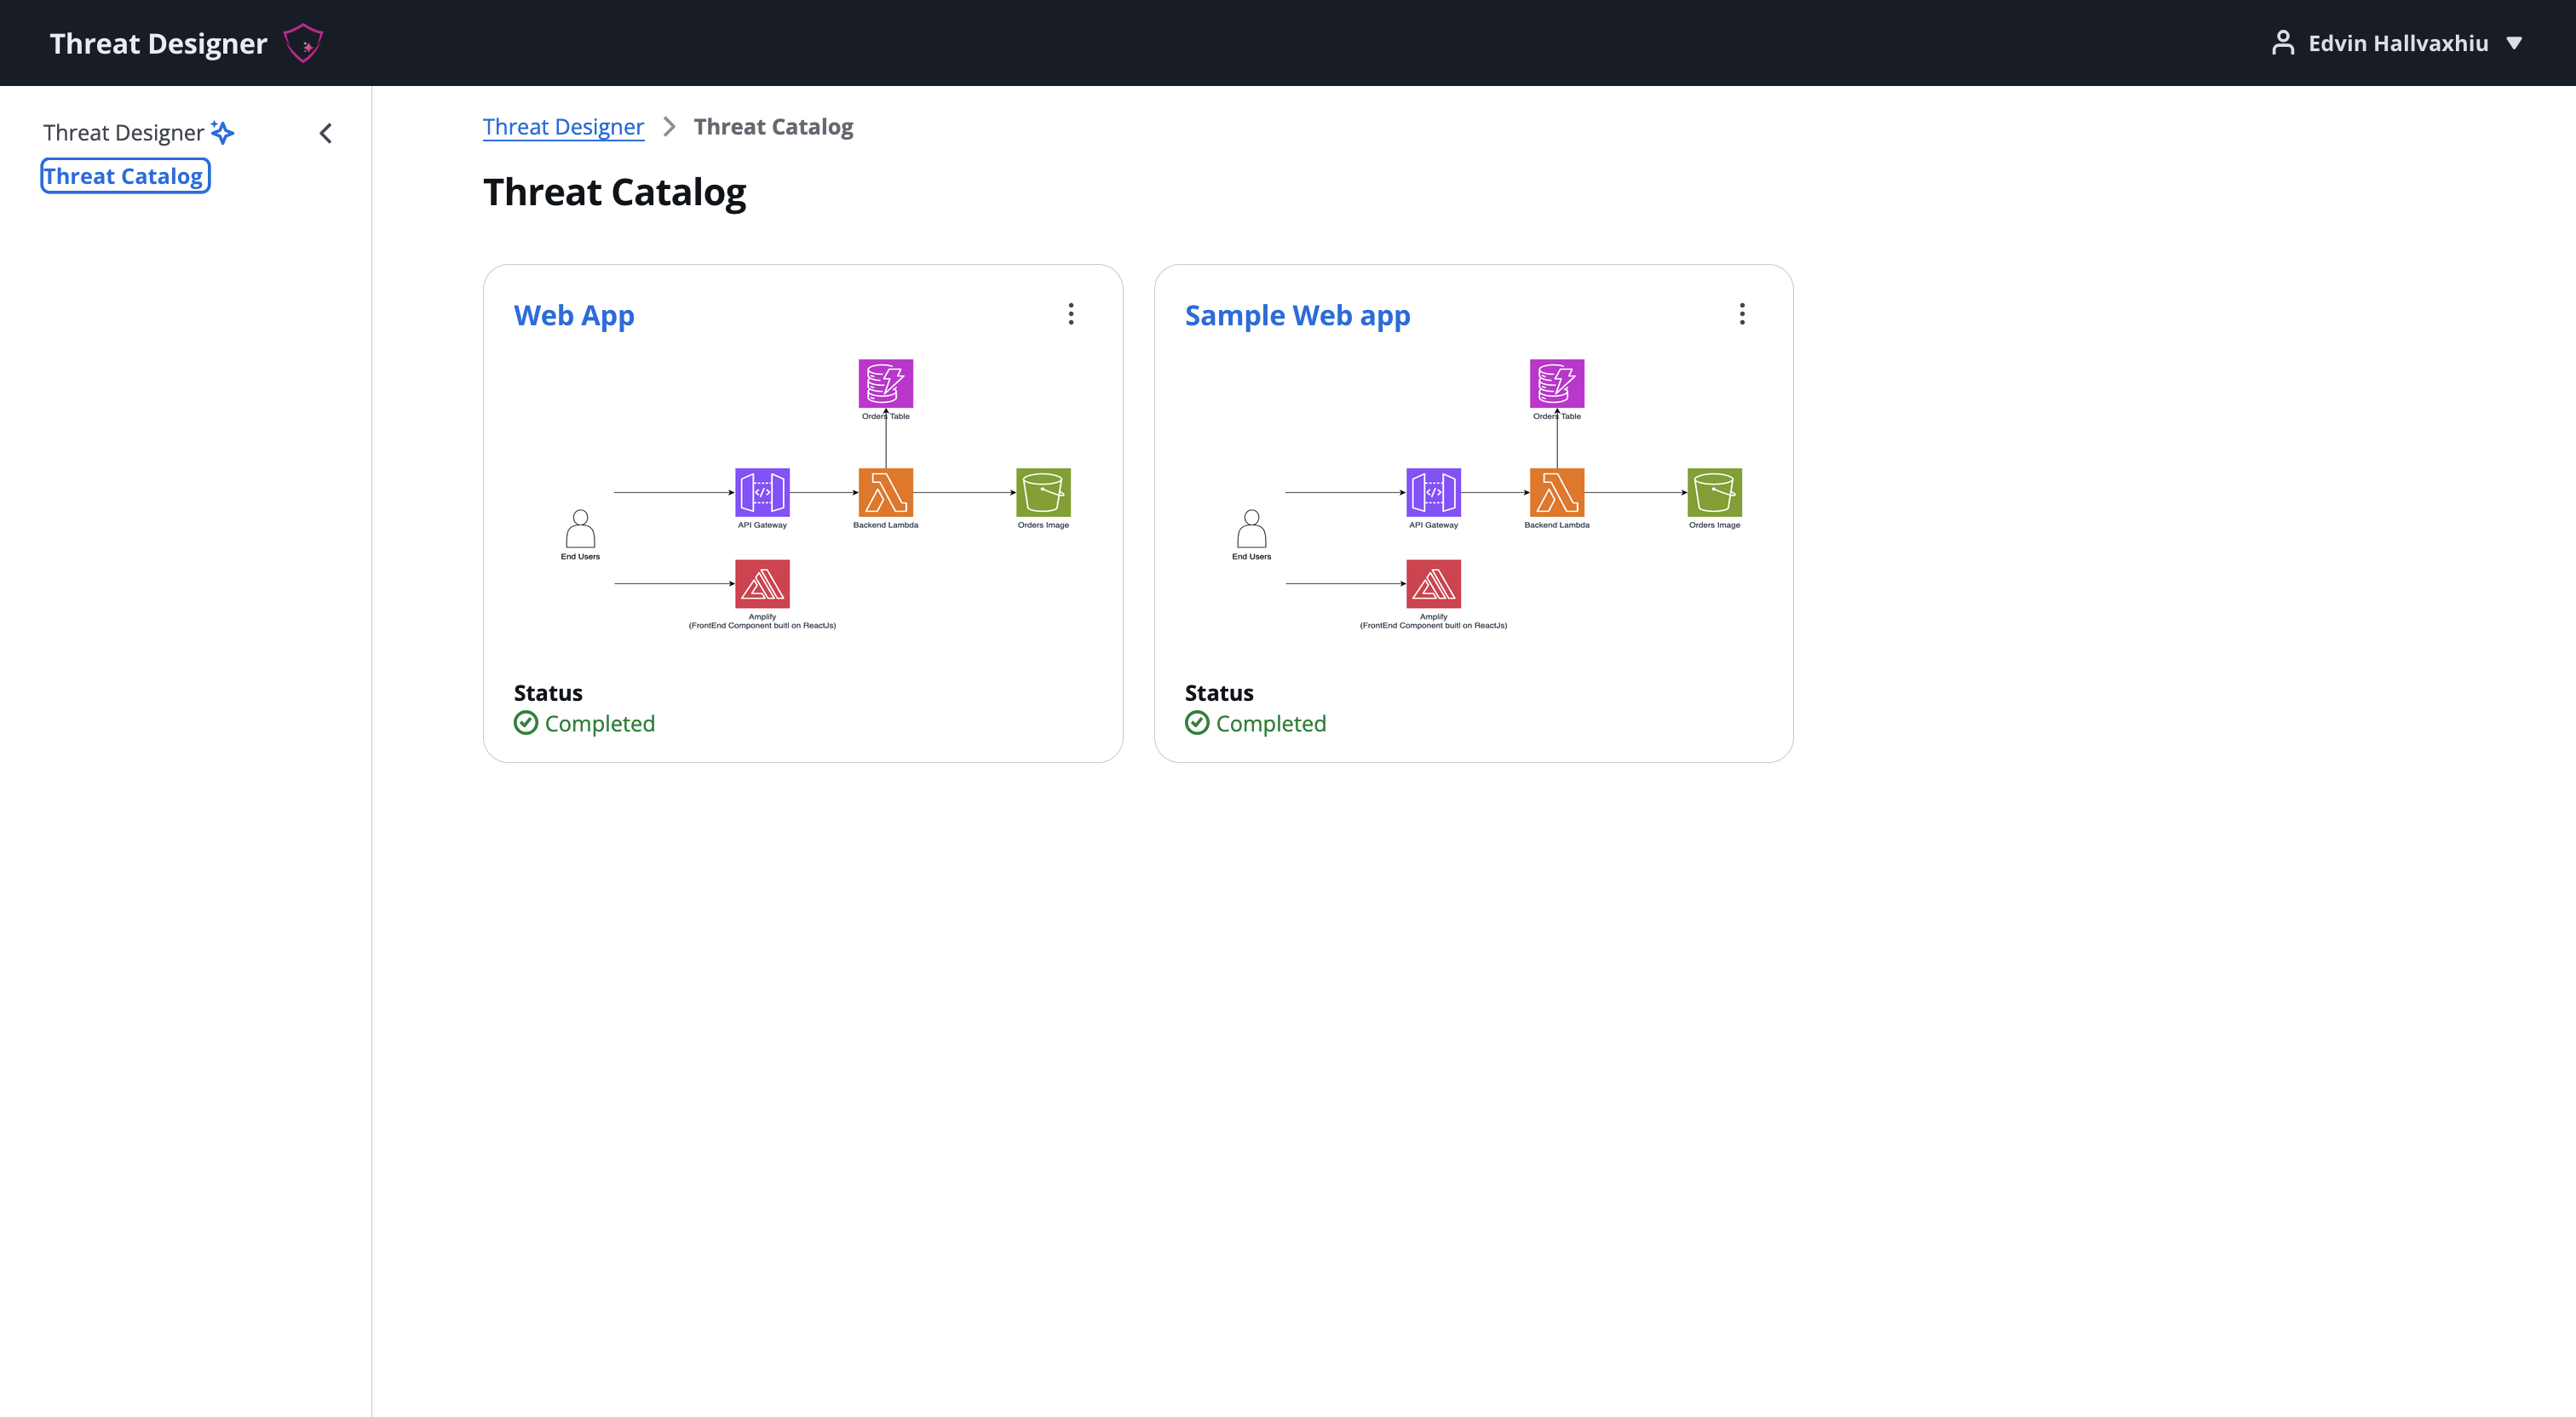 Threat Designer
Edvin Hallvaxhiu
Threat Designer
Threat Catalog
Threat Designer
Threat Catalog
Threat Catalog
Web App
Orders Table
API Gateway
Backend Lambda
Orders Image
End Users
Amplify
(FrontEnd Component buitl on ReactJs)
Status
Completed
Sample Web app
Orders Table
API Gateway
Backend Lambda
Orders Image
End Users
Amplify
(FrontEnd Component buitl on ReactJs)
Status
Completed